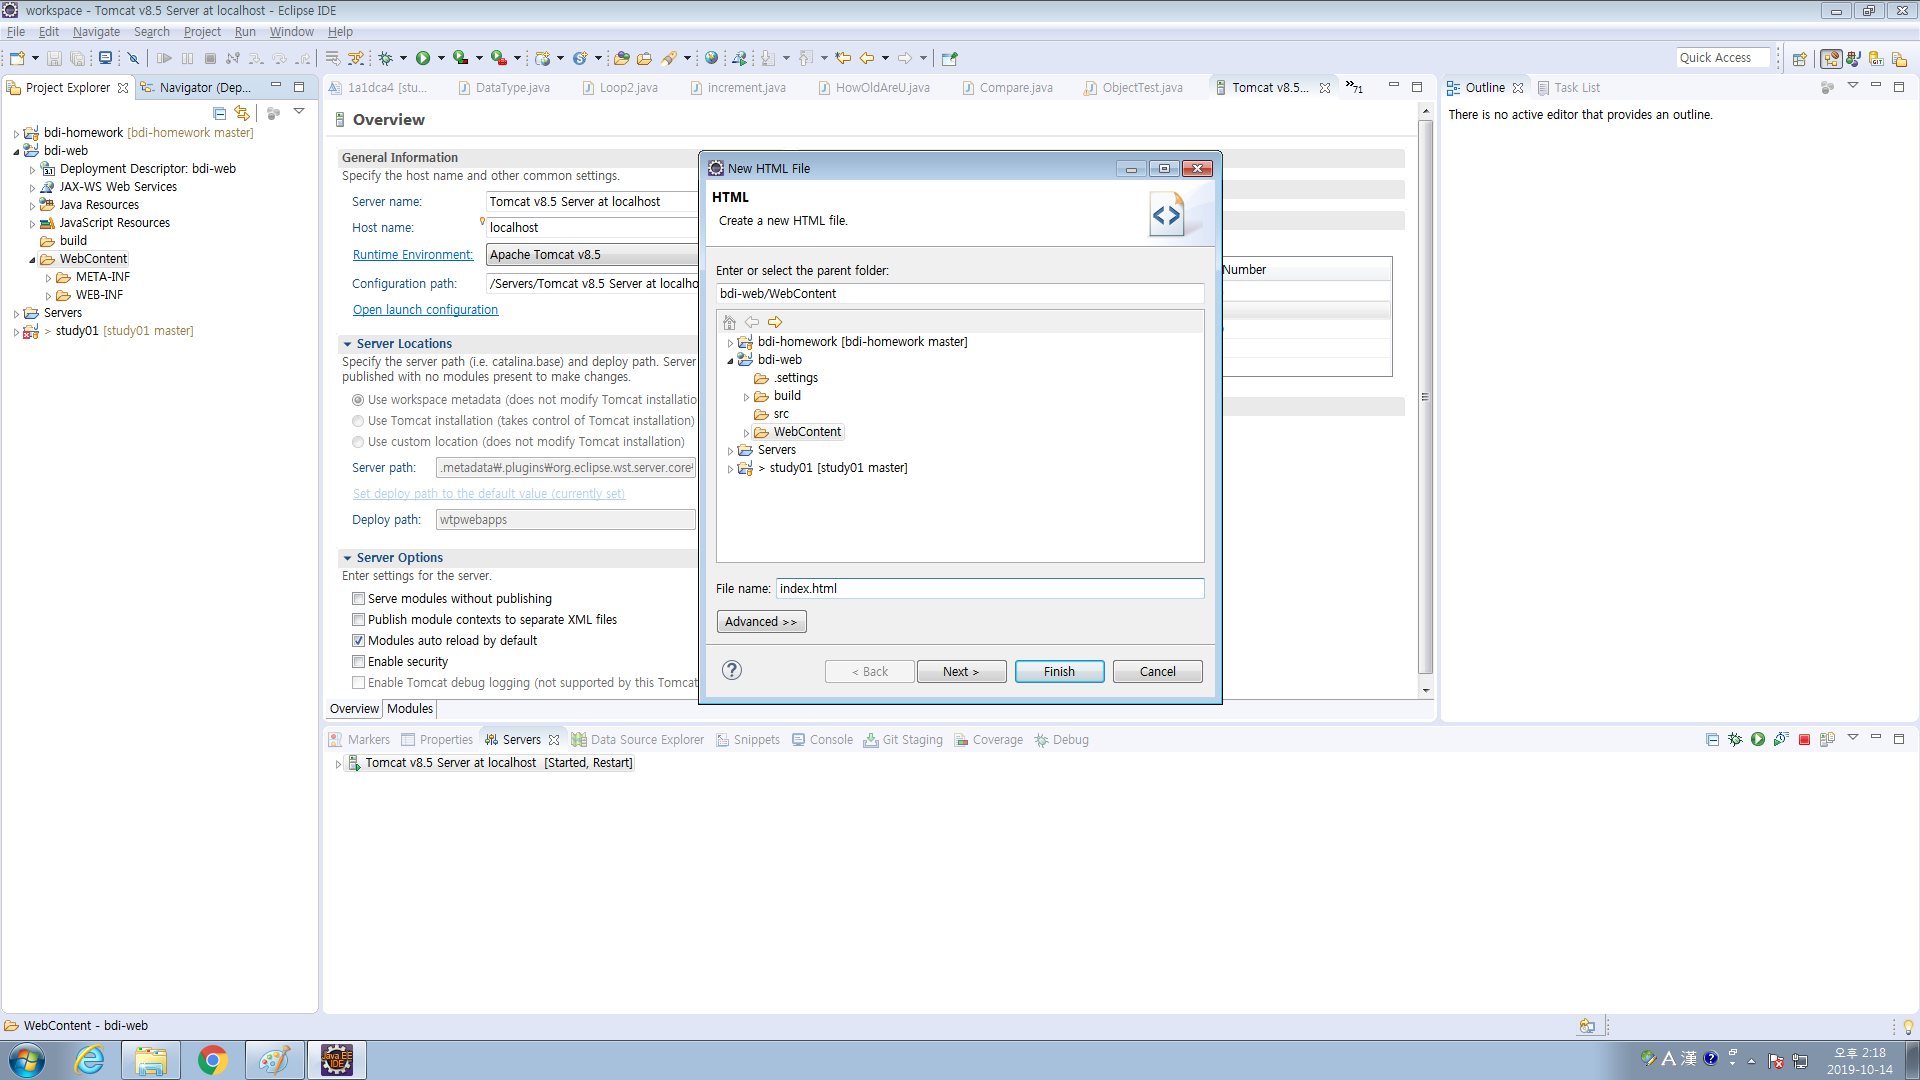 workspace - Tomcat v8.5 Server at localhost - Eclipse IDE
File Edit Navigate Search Project Run Window Help
Quick Access
Project Explorer Navigator (Dep...
1a1dca4 [stu... DataType.java Loop2.java increment.java HowOldAreU.java Compare.java ObjectTest.java Tomcat v8.5... »71
Outline Task List
There is no active editor that provides an outline.
bdi-homework [bdi-homework master]
bdi-web
Deployment Descriptor: bdi-web
JAX-WS Web Services
Java Resources
JavaScript Resources
build
WebContent
META-INF
WEB-INF
Servers
> study01 [study01 master]
Overview
General Information
Specify the host name and other common settings.
Server name: Tomcat v8.5 Server at localhost
Host name: localhost
Runtime Environment: Apache Tomcat v8.5
Configuration path: /Servers/Tomcat v8.5 Server at localho
Open launch configuration
Server Locations
Specify the server path (i.e. catalina.base) and deploy path. Server
published with no modules present to make changes.
Use workspace metadata (does not modify Tomcat installatio
Use Tomcat installation (takes control of Tomcat installation)
Use custom location (does not modify Tomcat installation)
Server path: .metadata₩.plugins₩org.eclipse.wst.server.core
Set deploy path to the default value (currently set)
Deploy path: wtpwebapps
Server Options
Enter settings for the server.
Serve modules without publishing
Publish module contexts to separate XML files
Modules auto reload by default
Enable security
Enable Tomcat debug logging (not supported by this Tomcat
Overview Modules
Number
New HTML File
HTML
Create a new HTML file.
Enter or select the parent folder:
bdi-web/WebContent
bdi-homework [bdi-homework master]
bdi-web
.settings
build
src
WebContent
Servers
> study01 [study01 master]
File name: index.html
Advanced >>
< Back Next > Finish Cancel
Markers Properties Servers Data Source Explorer Snippets Console Git Staging Coverage Debug
Tomcat v8.5 Server at localhost [Started, Restart]
WebContent - bdi-web
Java EE
IDE
A 漢
오후 2:18
2019-10-14